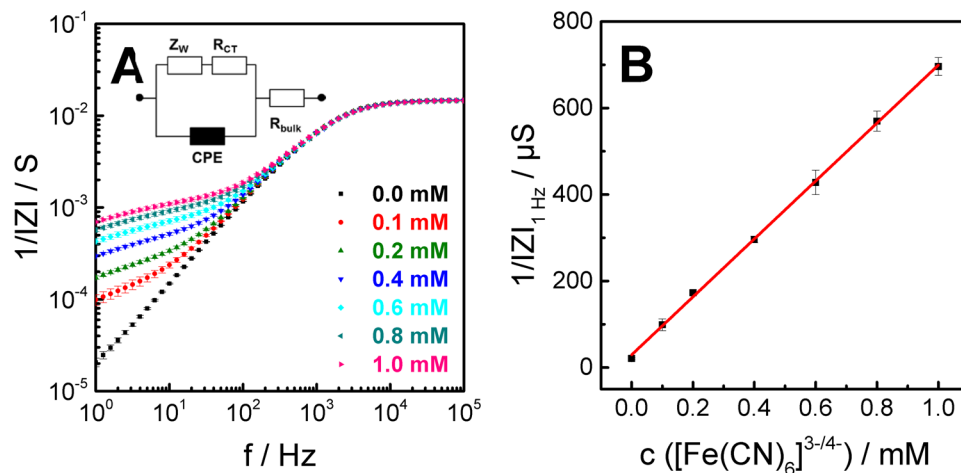 A
Z_W R_CT
R_bulk
CPE
0.0 mM
0.1 mM
0.2 mM
0.4 mM
0.6 mM
0.8 mM
1.0 mM
1/IZI / S
10^-1
10^-2
10^-3
10^-4
10^-5
10^0 10^1 10^2 10^3 10^4 10^5
f / Hz
B
1/IZI_1 Hz / µS
800
600
400
200
0
0.0 0.2 0.4 0.6 0.8 1.0
c ([Fe(CN)_6]^3-/4-) / mM